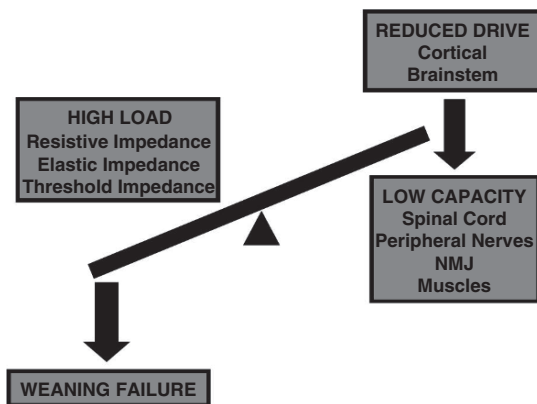 REDUCED DRIVE
Cortical
Brainstem
HIGH LOAD
Resistive Impedance
Elastic Impedance
Threshold Impedance
LOW CAPACITY
Spinal Cord
Peripheral Nerves
NMJ
Muscles
WEANING FAILURE